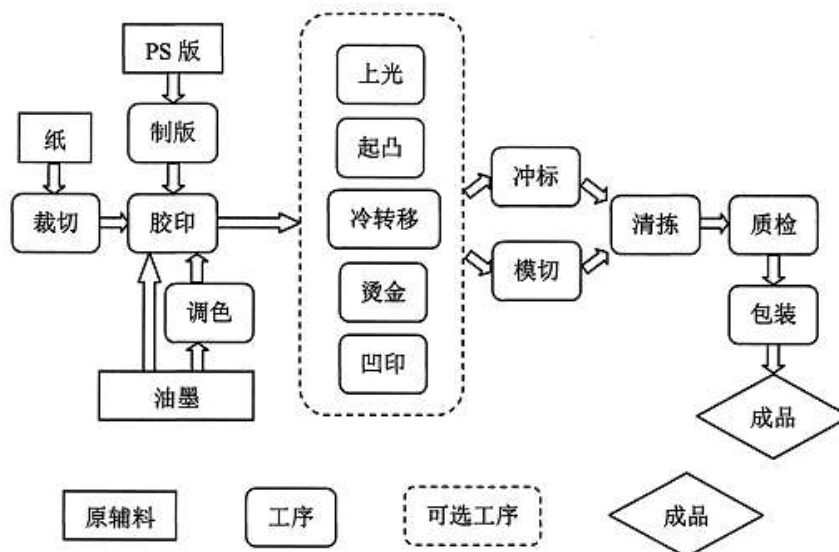 PS 版
上光
纸
制版
起凸
冲标
裁切
胶印
冷转移
清拣
质检
模切
调色
烫金
包装
油墨
凹印
成品
原辅料
工序
可选工序
成品